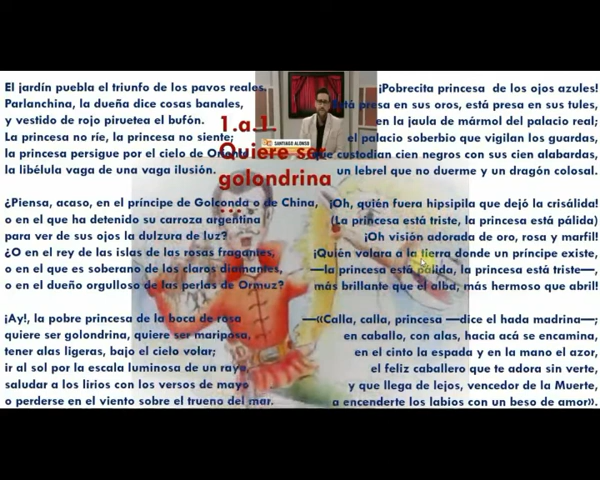 El jardín puebla el triunfo de los pavos reales.
Parlanchina, la dueña dice cosas banales,
y vestido de rojo piruetea el bufón.
La princesa no ríe, la princesa no siente;
la princesa persigue por el cielo de Oriente
la libélula vaga de una vaga ilusión.
¿Piensa, acaso, en el príncipe de Golconda o de China,
o en el que ha detenido su carroza argentina
para ver de sus ojos la dulzura de luz?
¿O en el rey de las islas de las rosas fragantes,
o en el que es soberano de los claros diamantes,
o en el dueño orgulloso de las perlas de Ormuz?
¡Ay!, la pobre princesa de la boca de rosa
quiere ser golondrina, quiere ser mariposa,
tener alas ligeras, bajo el cielo volar;
ir al sol por la escala luminosa de un rayo,
saludar a los lirios con los versos de mayo
o perderse en el viento sobre el trueno del mar.
1.a.1.
Quiere ser
golondrina
...
SANTIAGO ALONSO
¡Pobrecita princesa de los ojos azules!
Está presa en sus oros, está presa en sus tules,
en la jaula de mármol del palacio real;
el palacio soberbio que vigilan los guardas,
que custodian cien negros con sus cien alabardas,
un lebrel que no duerme y un dragón colosal.
¡Oh, quién fuera hipsipila que dejó la crisálida!
(La princesa está triste, la princesa está pálida)
¡Oh visión adorada de oro, rosa y marfil!
¡Quién volara a la tierra donde un príncipe existe,
—la princesa está pálida, la princesa está triste—,
más brillante que el alba, más hermoso que abril!
—«Calla, calla, princesa —dice el hada madrina—;
en caballo, con alas, hacia acá se encamina,
en el cinto la espada y en la mano el azor,
el feliz caballero que te adora sin verte,
y que llega de lejos, vencedor de la Muerte,
a encenderte los labios con un beso de amor».